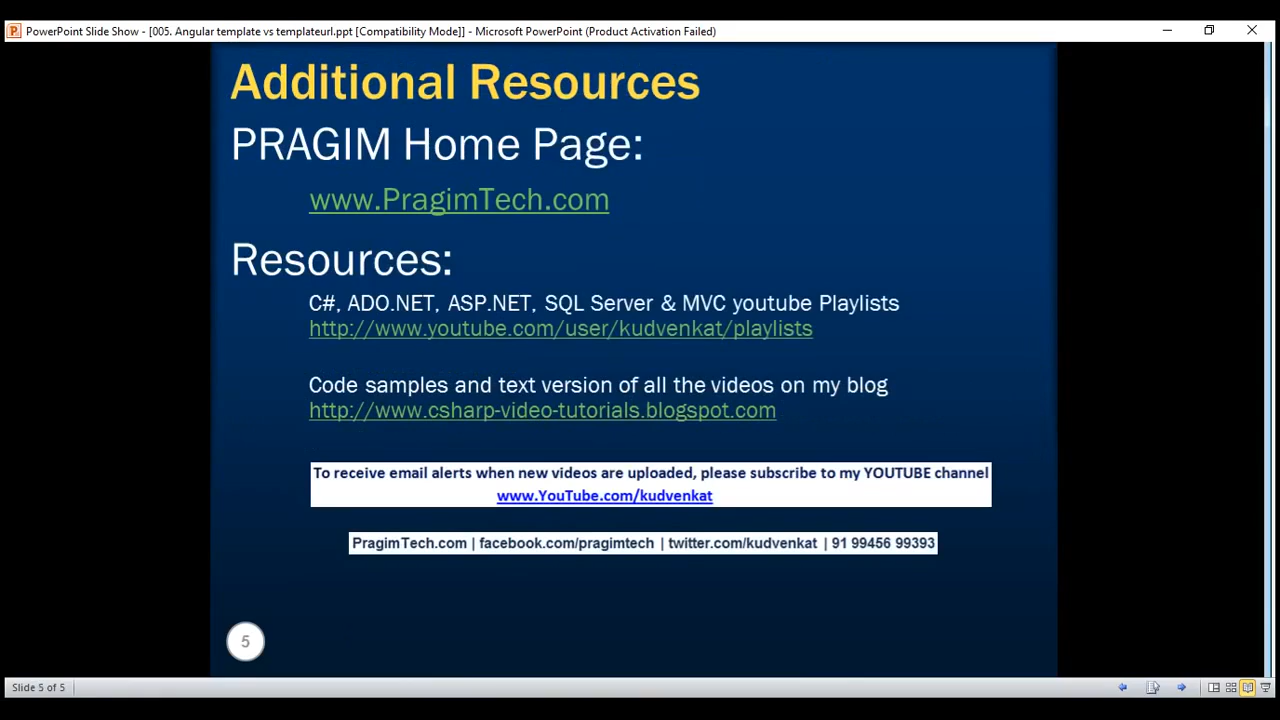 PowerPoint Slide Show - [005. Angular template vs templateurl.ppt [Compatibility Mode]] - Microsoft PowerPoint (Product Activation Failed)
Additional Resources
PRAGIM Home Page:
www.PragimTech.com
Resources:
C#, ADO.NET, ASP.NET, SQL Server & MVC youtube Playlists
http://www.youtube.com/user/kudvenkat/playlists
Code samples and text version of all the videos on my blog
http://www.csharp-video-tutorials.blogspot.com
To receive email alerts when new videos are uploaded, please subscribe to my YOUTUBE channel
www.YouTube.com/kudvenkat
PragimTech.com | facebook.com/pragimtech | twitter.com/kudvenkat | 91 99456 99393
5
Slide 5 of 5